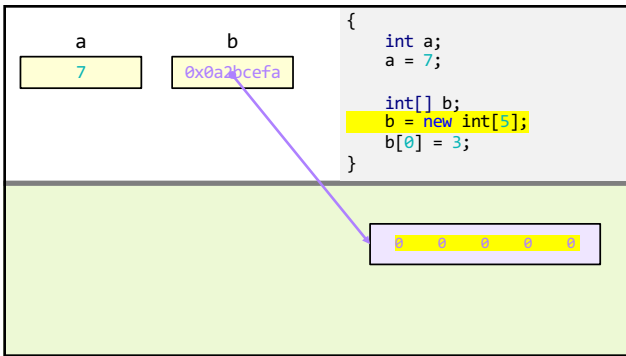 a b
7 0x0a2bcefa
{
int a;
a = 7;
int[] b;
b = new int[5];
b[0] = 3;
}
0 0 0 0 0